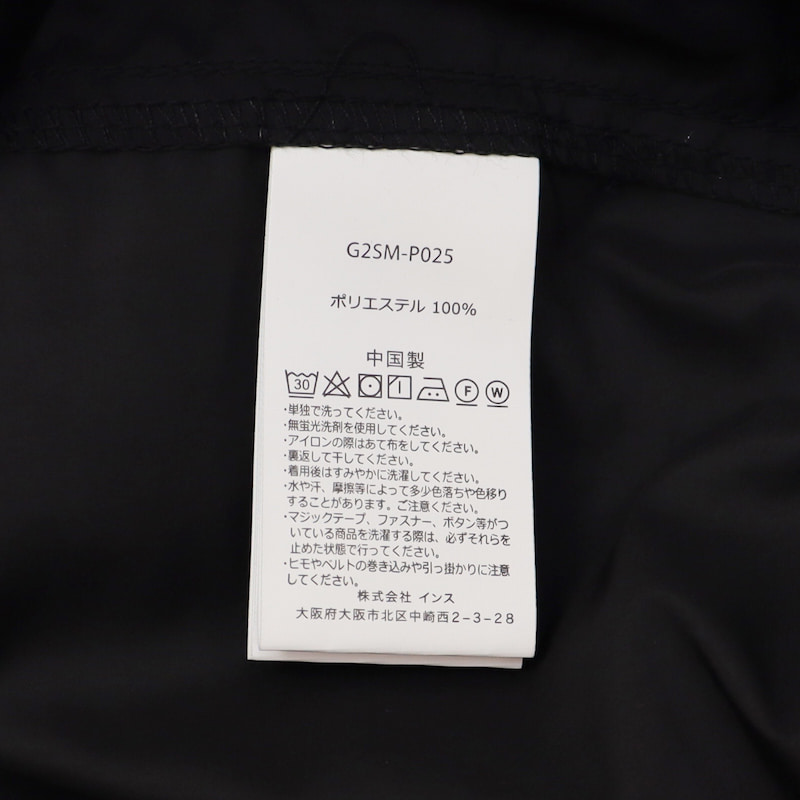 G2SM-P025
ポリエステル 100%
中国製
30 F W
・単独で洗ってください。
・無蛍光洗剤を使用してください。
・アイロンの際はあて布をしてください。
・裏返して干してください。
・着用後はすみやかに洗濯してください。
・水や汗、摩擦等によって多少色落ちや色移り
することがあります。ご注意ください。
・マジックテープ、ファスナー、ボタン等がつ
いている商品を洗濯する際は、必ずそれらを
止めた状態で行ってください。
・ヒモやベルトの巻き込みや引っ掛かりに注意
してください。
株式会社 インス
大阪府大阪市北区中崎西2-3-28